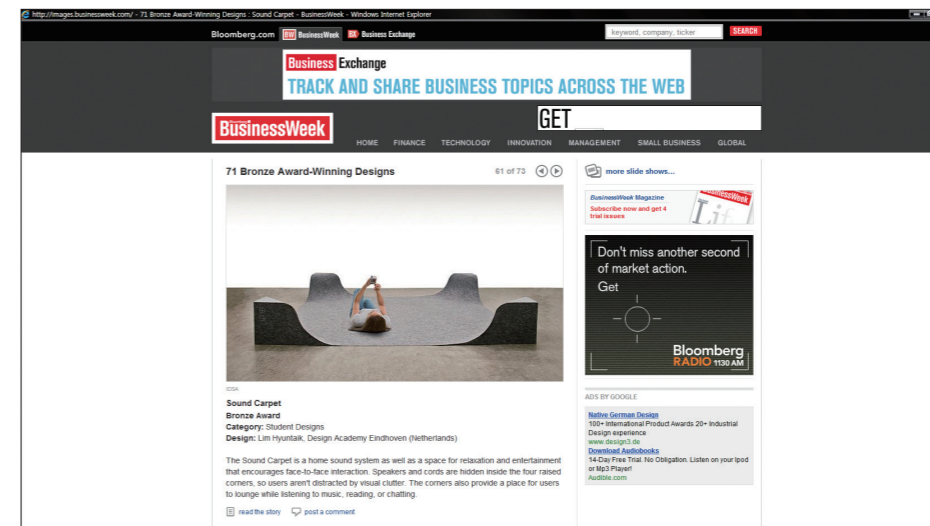 http://images.businessweek.com/ - 71 Bronze Award-Winning Designs : Sound Carpet - BusinessWeek - Windows Internet Explorer
Bloomberg.com BW BusinessWeek BX Business Exchange keyword, company, ticker SEARCH
Business Exchange
TRACK AND SHARE BUSINESS TOPICS ACROSS THE WEB
GET
BusinessWeek
HOME FINANCE TECHNOLOGY INNOVATION MANAGEMENT SMALL BUSINESS GLOBAL
71 Bronze Award-Winning Designs 61 of 73
IDSA
Sound Carpet
Bronze Award
Category: Student Designs
Design: Lim Hyuntaik, Design Academy Eindhoven (Netherlands)
The Sound Carpet is a home sound system as well as a space for relaxation and entertainment
that encourages face-to-face interaction. Speakers and cords are hidden inside the four raised
corners, so users aren't distracted by visual clutter. The corners also provide a place for users
to lounge while listening to music, reading, or chatting.
read the story post a comment
more slide shows...
BusinessWeek Magazine
Subscribe now and get 4
trial issues
BusinessWeek
Don't miss another second
of market action.
Get
Bloomberg
RADIO 1130 AM
ADS BY GOOGLE
Native German Design
100+ International Product Awards 20+ Industrial
Design experience
www.design3.de
Download Audiobooks
14-Day Free Trial. No Obligation. Listen on your Ipod
or Mp3 Player!
Audible.com